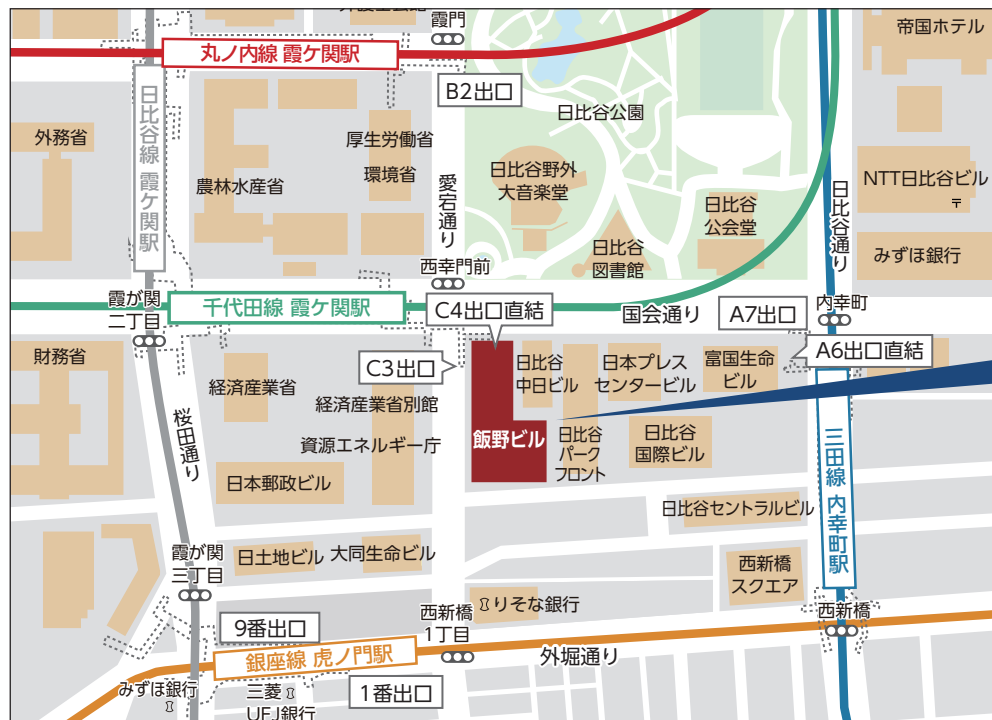 霞門
帝国ホテル
丸ノ内線 霞ケ関駅
B2出口
日比谷線 霞ケ関駅
外務省
農林水産省
厚生労働省
環境省
愛宕通り
日比谷公園
日比谷野外
大音楽堂
日比谷
公会堂
日比谷
図書館
日比谷通り
NTT日比谷ビル
〒
みずほ銀行
西幸門前
霞が関
二丁目
千代田線 霞ケ関駅
C4出口直結
国会通り
A7出口
内幸町
A6出口直結
財務省
経済産業省
C3出口
日比谷
中日ビル
日本プレス
センタービル
富国生命
ビル
経済産業省別館
資源エネルギー庁
桜田通り
飯野ビル
日比谷
パーク
フロント
日比谷
国際ビル
三田線 内幸町駅
日本郵政ビル
日比谷セントラルビル
霞が関
三丁目
日土地ビル
大同生命ビル
西新橋
スクエア
西新橋
1丁目
りそな銀行
西新橋
9番出口
銀座線 虎ノ門駅
外堀通り
みずほ銀行
三菱
UFJ銀行
1番出口